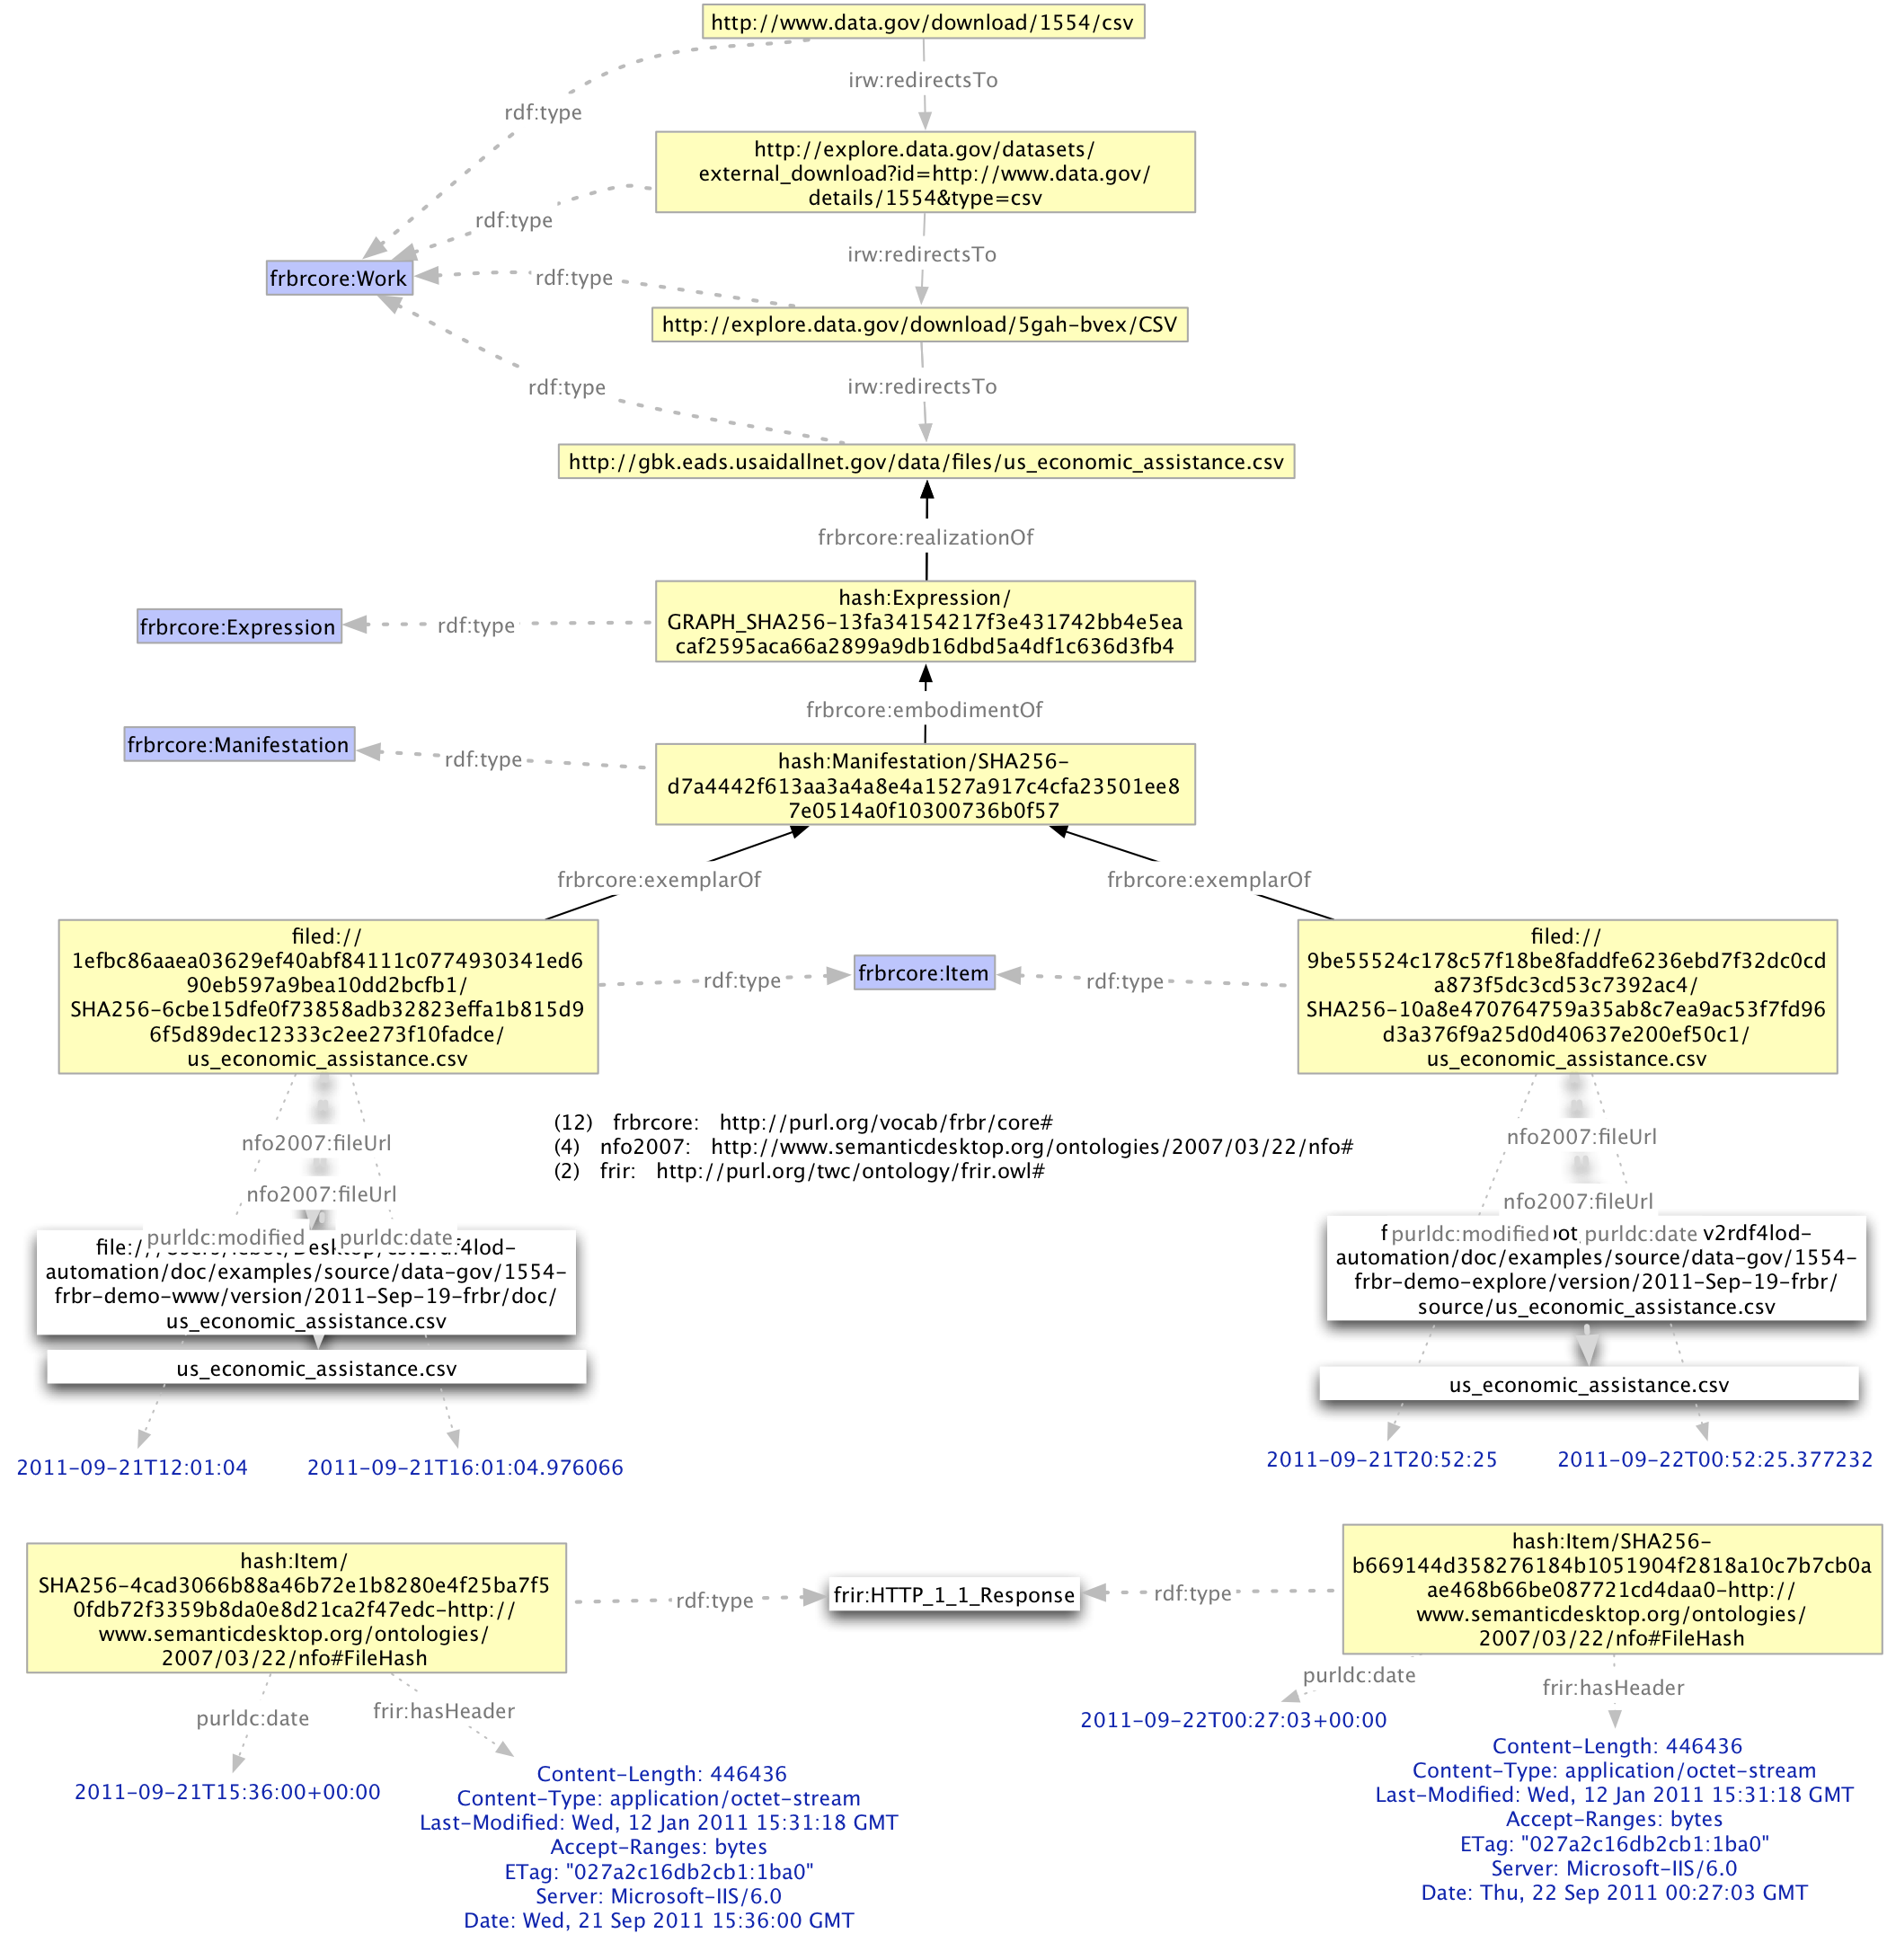 http://www.data.gov/download/1554/csv
irw:redirectsTo
rdf:type
http://explore.data.gov/datasets/
external_download?id=http://www.data.gov/
details/1554&type=csv
rdf:type
irw:redirectsTo
frbrcore:Work
rdf:type
http://explore.data.gov/download/5gah-bvex/CSV
rdf:type
irw:redirectsTo
http://gbk.eads.usaidallnet.gov/data/files/us_economic_assistance.csv
frbrcore:realizationOf
hash:Expression/
GRAPH_SHA256-13fa34154217f3e431742bb4e5ea
caf2595aca66a2899a9db16dbd5a4df1c636d3fb4
frbrcore:Expression
rdf:type
frbrcore:embodimentOf
frbrcore:Manifestation
rdf:type
hash:Manifestation/SHA256-
d7a4442f613aa3a4a8e4a1527a917c4cfa23501ee8
7e0514a0f10300736b0f57
frbrcore:exemplarOf
frbrcore:exemplarOf
filed://
1efbc86aaea03629ef40abf84111c0774930341ed6
90eb597a9bea10dd2bcfb1/
SHA256-6cbe15dfe0f73858adb32823effa1b815d9
6f5d89dec12333c2ee273f10fadce/
us_economic_assistance.csv
rdf:type
frbrcore:Item
rdf:type
filed://
9be55524c178c57f18be8faddfe6236ebd7f32dc0cd
a873f5dc3cd53c7392ac4/
SHA256-10a8e470764759a35ab8c7ea9ac53f7fd96
d3a376f9a25d0d40637e200ef50c1/
us_economic_assistance.csv
(12) frbrcore: http://purl.org/vocab/frbr/core#
(4) nfo2007: http://www.semanticdesktop.org/ontologies/2007/03/22/nfo#
(2) frir: http://purl.org/twc/ontology/frir.owl#
nfo2007:fileUrl
nfo2007:fileUrl
purldc:modified
purldc:date
automation/doc/examples/source/data-gov/1554-
frbr-demo-www/version/2011-Sep-19-frbr/doc/
us_economic_assistance.csv
us_economic_assistance.csv
2011-09-21T12:01:04
2011-09-21T16:01:04.976066
nfo2007:fileUrl
nfo2007:fileUrl
purldc:modified
purldc:date
v2rdf4lod-
automation/doc/examples/source/data-gov/1554-
frbr-demo-explore/version/2011-Sep-19-frbr/
source/us_economic_assistance.csv
us_economic_assistance.csv
2011-09-21T20:52:25
2011-09-22T00:52:25.377232
hash:Item/
SHA256-4cad3066b88a46b72e1b8280e4f25ba7f5
0fdb72f3359b8da0e8d21ca2f47edc-http://
www.semanticdesktop.org/ontologies/
2007/03/22/nfo#FileHash
rdf:type
frir:HTTP_1_1_Response
rdf:type
hash:Item/SHA256-
b669144d358276184b1051904f2818a10c7b7cb0a
ae468b66be087721cd4daa0-http://
www.semanticdesktop.org/ontologies/
2007/03/22/nfo#FileHash
purldc:date
frir:hasHeader
2011-09-21T15:36:00+00:00
Content-Length: 446436
Content-Type: application/octet-stream
Last-Modified: Wed, 12 Jan 2011 15:31:18 GMT
Accept-Ranges: bytes
ETag: "027a2c16db2cb1:1ba0"
Server: Microsoft-IIS/6.0
Date: Wed, 21 Sep 2011 15:36:00 GMT
purldc:date
frir:hasHeader
2011-09-22T00:27:03+00:00
Content-Length: 446436
Content-Type: application/octet-stream
Last-Modified: Wed, 12 Jan 2011 15:31:18 GMT
Accept-Ranges: bytes
ETag: "027a2c16db2cb1:1ba0"
Server: Microsoft-IIS/6.0
Date: Thu, 22 Sep 2011 00:27:03 GMT